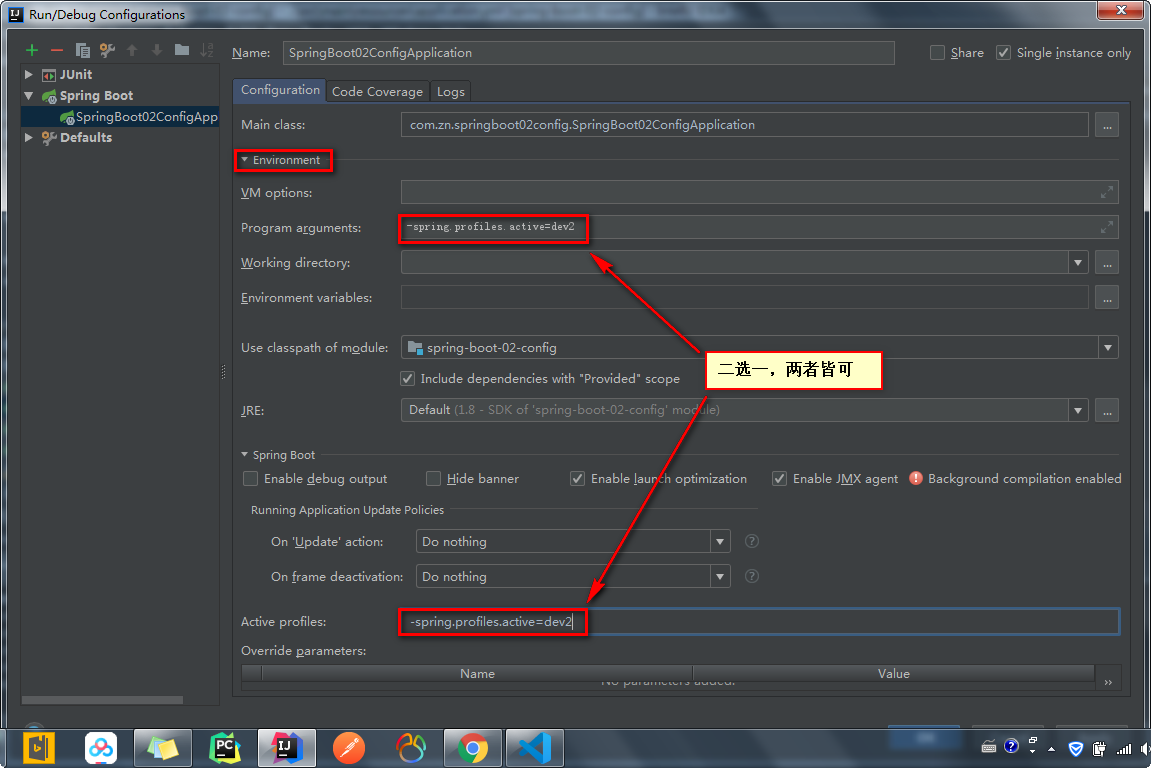 Run/Debug Configurations
Name: SpringBoot02ConfigApplication
Share
Single instance only
JUnit
Spring Boot
SpringBoot02ConfigApp
Defaults
Configuration
Code Coverage
Logs
Main class: com.zn.springboot02config.SpringBoot02ConfigApplication ...
Environment
VM options:
Program arguments: -spring.profiles.active=dev2
Working directory: ...
Environment variables: ...
Use classpath of module: spring-boot-02-config
二选一，两者皆可
Include dependencies with "Provided" scope
JRE: Default (1.8 - SDK of 'spring-boot-02-config' module) ...
Spring Boot
Enable debug output
Hide banner
Enable launch optimization
Enable JMX agent
Background compilation enabled
Running Application Update Policies
On 'Update' action: Do nothing ?
On frame deactivation: Do nothing ?
Active profiles: -spring.profiles.active=dev2
Override parameters:
Name Value »
No parameters added.
PC IJ ?